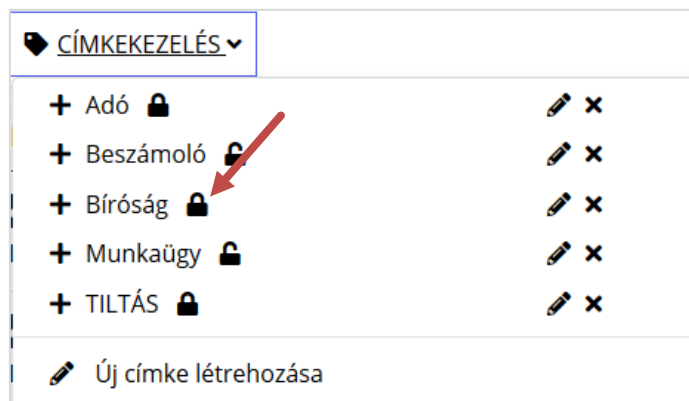 CÍMKEKEZELÉS
Adó
Beszámoló
Bíróság
Munkaügy
TILTÁS
Új címke létrehozása